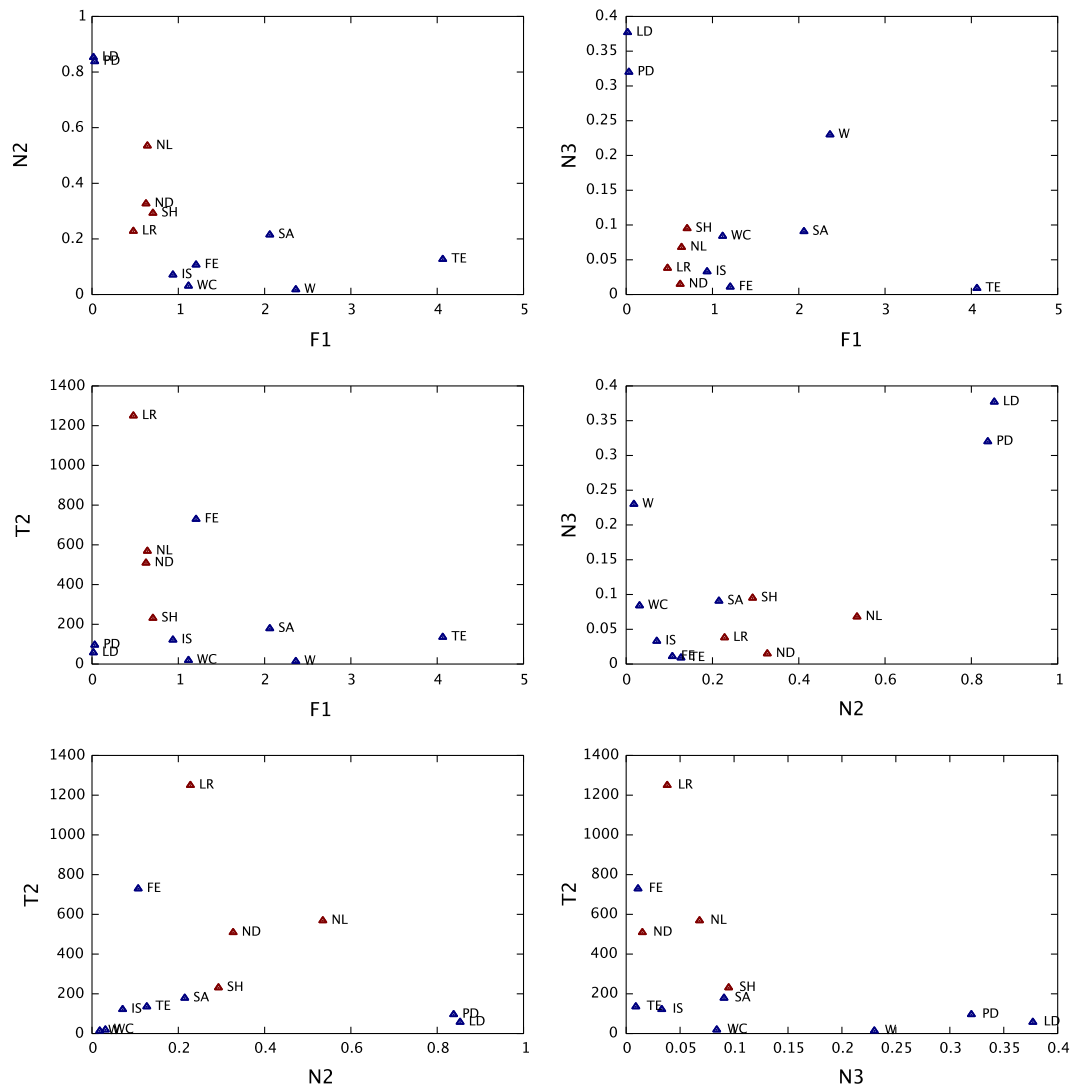 1
0.8
0.6
0.4
0.2
0
N2
LD
PD
NL
ND
SH
LR
SA
FE
IS
WC
W
TE
0 1 2 3 4 5
F1
0.4
0.35
0.3
0.25
0.2
0.15
0.1
0.05
0
N3
LD
PD
W
SH
WC
SA
NL
LR
IS
ND
FE
TE
0 1 2 3 4 5
F1
1400
1200
1000
800
600
400
200
0
T2
LR
FE
NL
ND
SH
SA
IS
TE
PD
LD
WC
W
0 1 2 3 4 5
F1
0.4
0.35
0.3
0.25
0.2
0.15
0.1
0.05
0
N3
LD
PD
W
WC
SA
SH
NL
IS
LR
ND
FE
TE
0 0.2 0.4 0.6 0.8 1
N2
1400
1200
1000
800
600
400
200
0
T2
LR
FE
NL
ND
SH
SA
IS
TE
PD
LD
W
WC
0 0.2 0.4 0.6 0.8 1
N2
1400
1200
1000
800
600
400
200
0
T2
LR
FE
NL
ND
SH
SA
TE
IS
PD
LD
WC
W
0 0.05 0.1 0.15 0.2 0.25 0.3 0.35 0.4
N3